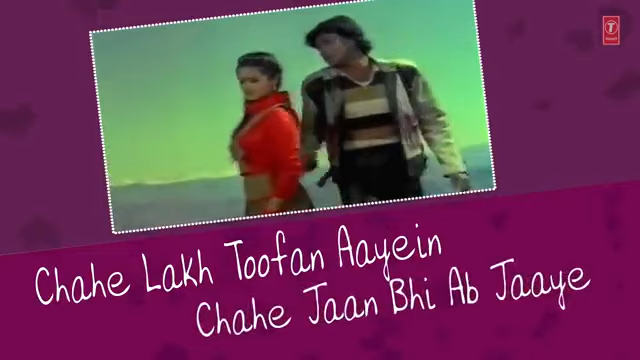 T
Chahe Lakh Toofan Aayein
Chahe Jaan Bhi Ab Jaaye